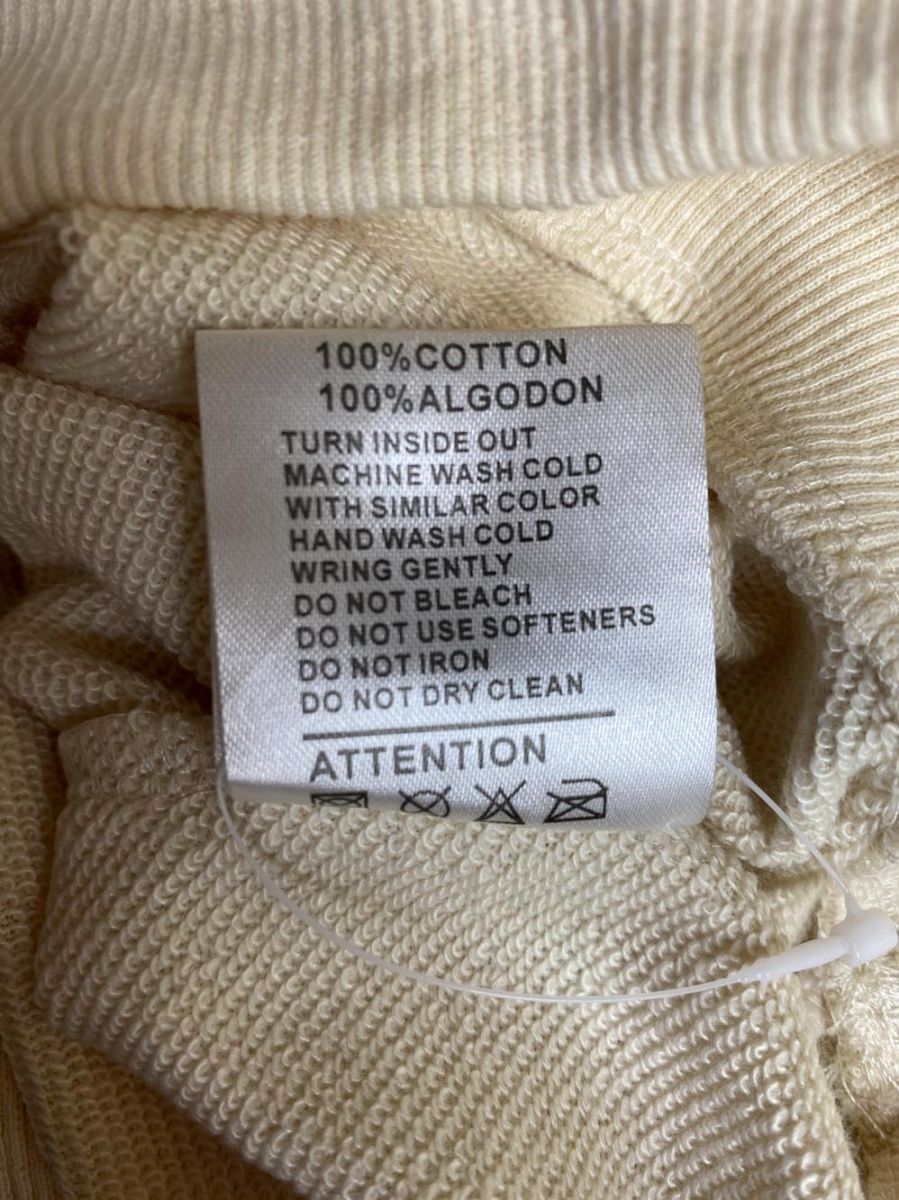 100%COTTON
100%ALGODON
TURN INSIDE OUT
MACHINE WASH COLD
WITH SIMILAR COLOR
HAND WASH COLD
WRING GENTLY
DO NOT BLEACH
DO NOT USE SOFTENERS
DO NOT IRON
DO NOT DRY CLEAN
ATTENTION